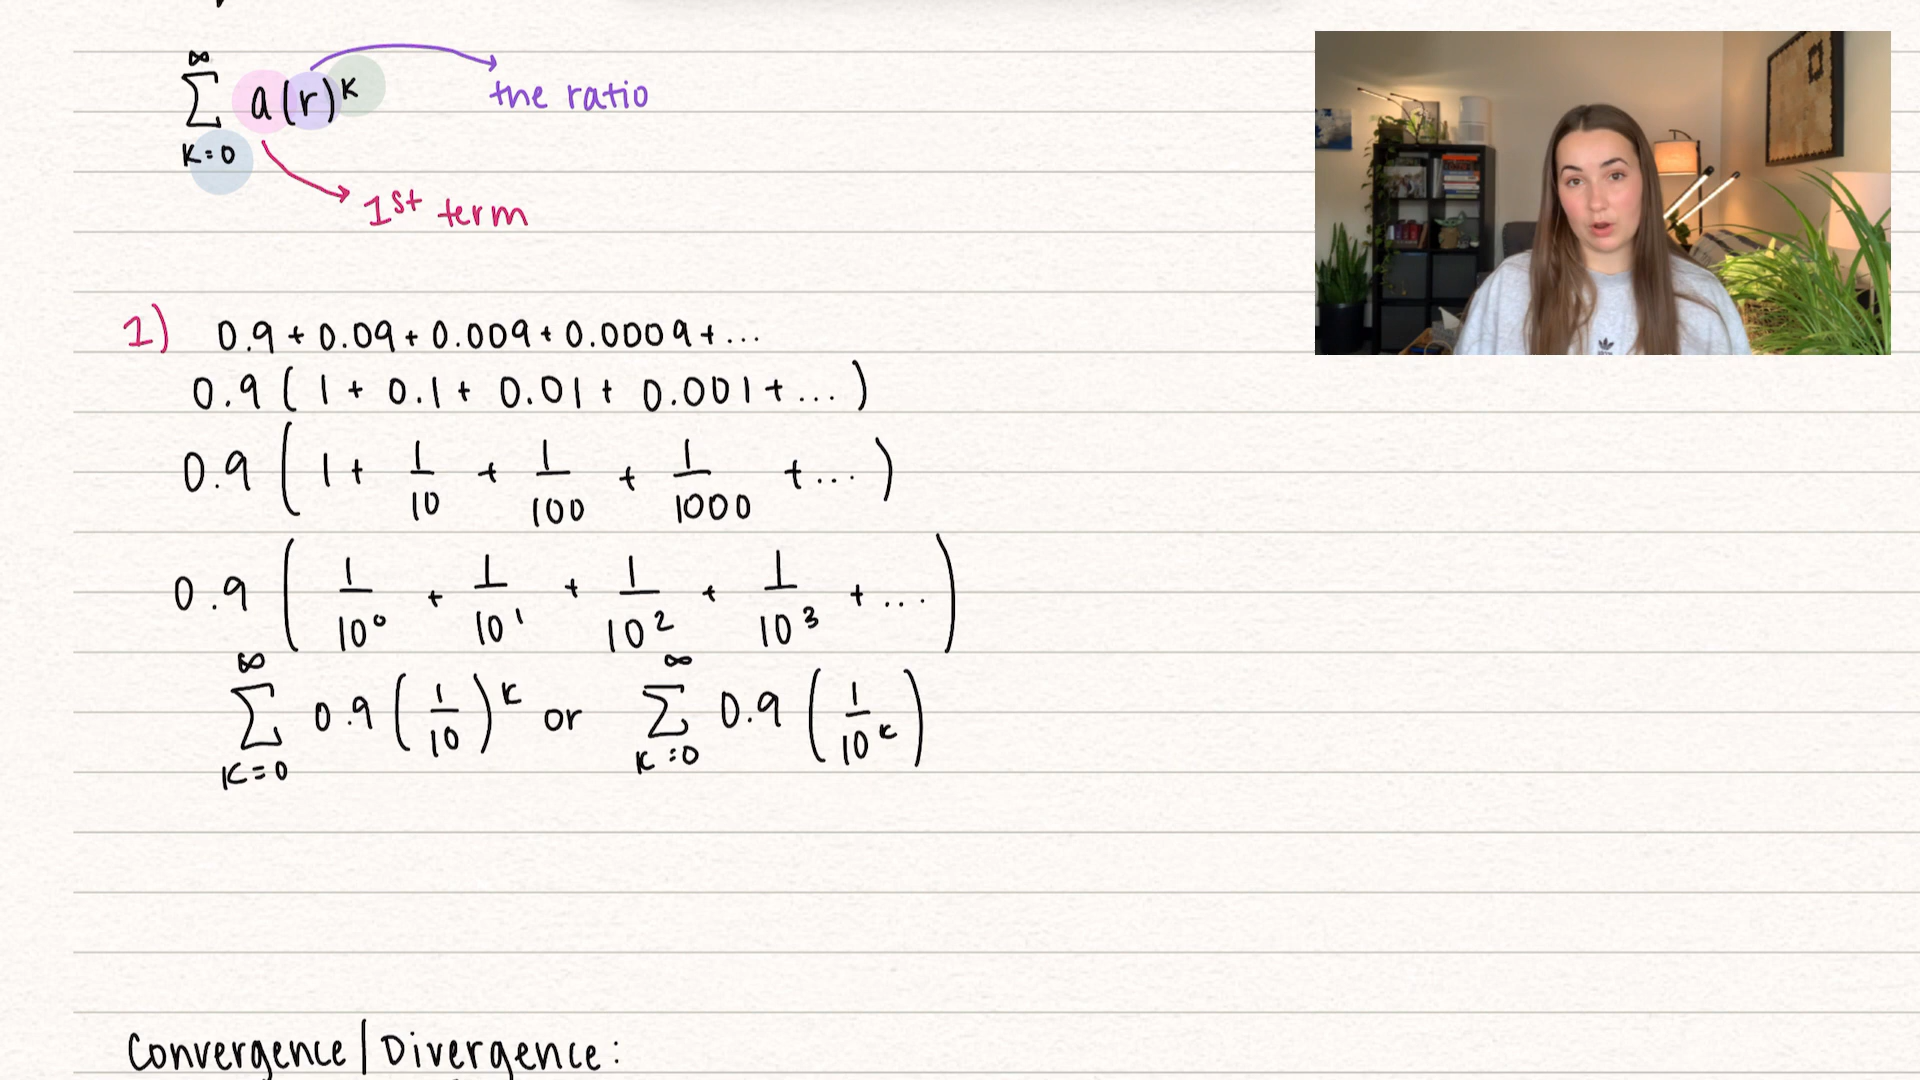 ∞
Σ a(r)^k
K=0
the ratio
1st term
1) 0.9 + 0.09 + 0.009 + 0.0009 + ...
0.9 ( 1 + 0.1 + 0.01 + 0.001 + ... )
0.9 ( 1 + 1/10 + 1/100 + 1/1000 + ... )
0.9 ( 1/10^0 + 1/10^1 + 1/10^2 + 1/10^3 + ... )
∞ ∞
Σ 0.9 (1/10)^k or Σ 0.9 (1/10^k)
K=0 K=0
Convergence/Divergence: